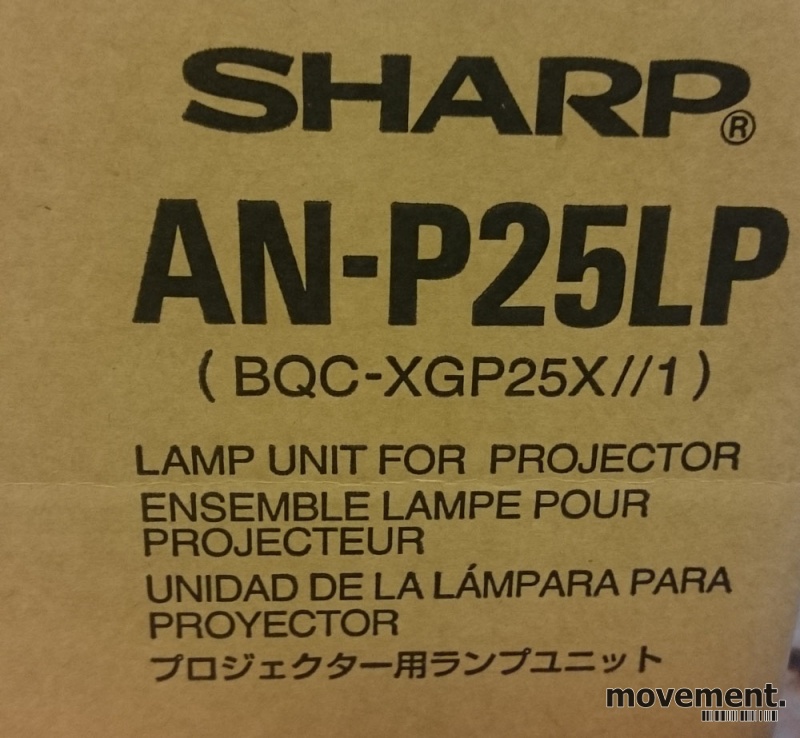 SHARP®
AN-P25LP
(BQC-XGP25X//1)
LAMP UNIT FOR PROJECTOR
ENSEMBLE LAMPE POUR
PROJECTEUR
UNIDAD DE LA LÁMPARA PARA
PROYECTOR
プロジェクター用ランプユニット
movement.